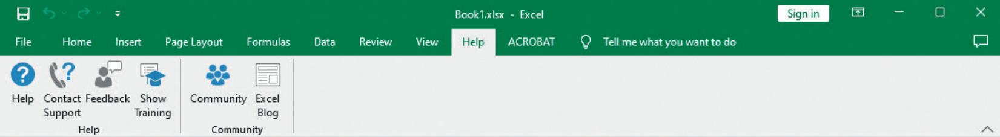 Book1.xlsx - Excel
Sign in
File Home Insert Page Layout Formulas Data Review View Help ACROBAT Tell me what you want to do
Help Contact Support Feedback Show Training Community Excel Blog
Help Community